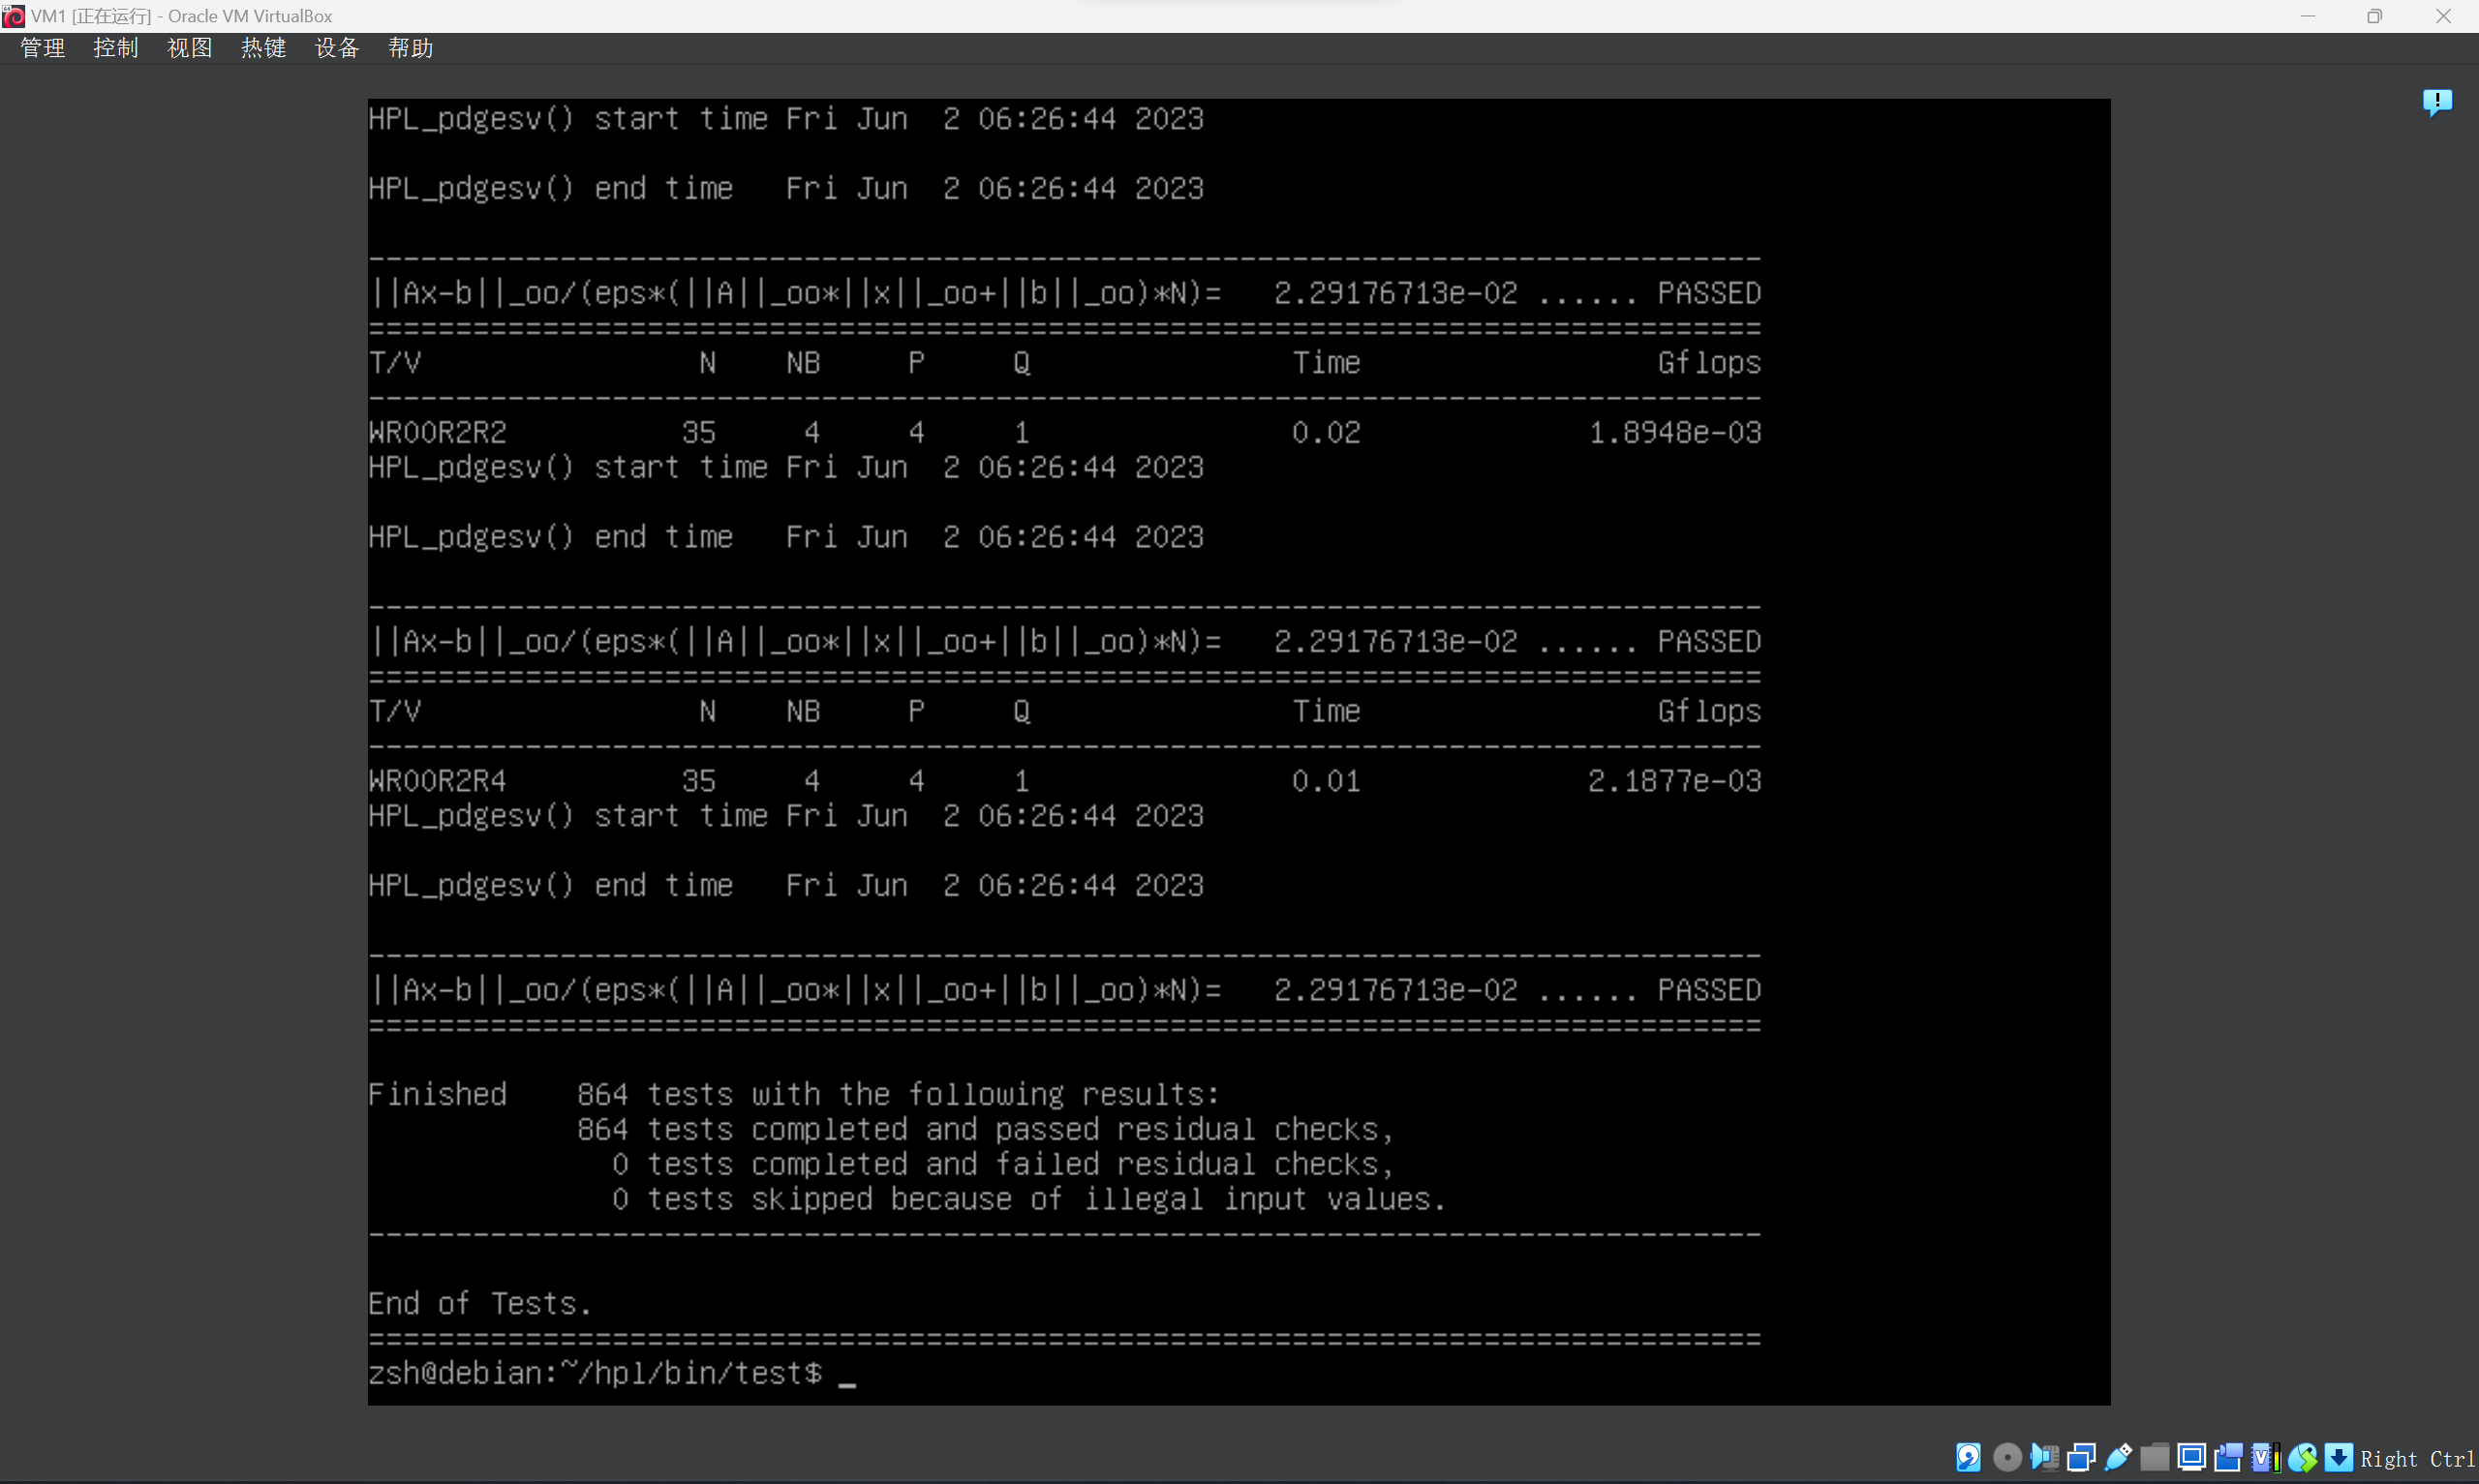 VM1 [正在运行] - Oracle VM VirtualBox
管理 控制 视图 热键 设备 帮助
HPL_pdgesv() start time Fri Jun  2 06:26:44 2023
HPL_pdgesv() end time   Fri Jun  2 06:26:44 2023
--------------------------------------------------------------------------------
||Ax-b||_oo/(eps*(||A||_oo*||x||_oo+||b||_oo)*N)=   2.29176713e-02 ...... PASSED
================================================================================
T/V                N    NB     P     Q               Time                 Gflops
--------------------------------------------------------------------------------
WR00R2R2          35     4     4     1               0.02             1.8948e-03
HPL_pdgesv() start time Fri Jun  2 06:26:44 2023
HPL_pdgesv() end time   Fri Jun  2 06:26:44 2023
--------------------------------------------------------------------------------
||Ax-b||_oo/(eps*(||A||_oo*||x||_oo+||b||_oo)*N)=   2.29176713e-02 ...... PASSED
================================================================================
T/V                N    NB     P     Q               Time                 Gflops
--------------------------------------------------------------------------------
WR00R2R4          35     4     4     1               0.01             2.1877e-03
HPL_pdgesv() start time Fri Jun  2 06:26:44 2023
HPL_pdgesv() end time   Fri Jun  2 06:26:44 2023
--------------------------------------------------------------------------------
||Ax-b||_oo/(eps*(||A||_oo*||x||_oo+||b||_oo)*N)=   2.29176713e-02 ...... PASSED
================================================================================
Finished    864 tests with the following results:
            864 tests completed and passed residual checks,
              0 tests completed and failed residual checks,
              0 tests skipped because of illegal input values.
--------------------------------------------------------------------------------
End of Tests.
================================================================================
zsh@debian:~/hpl/bin/test$ _
Right Ctrl